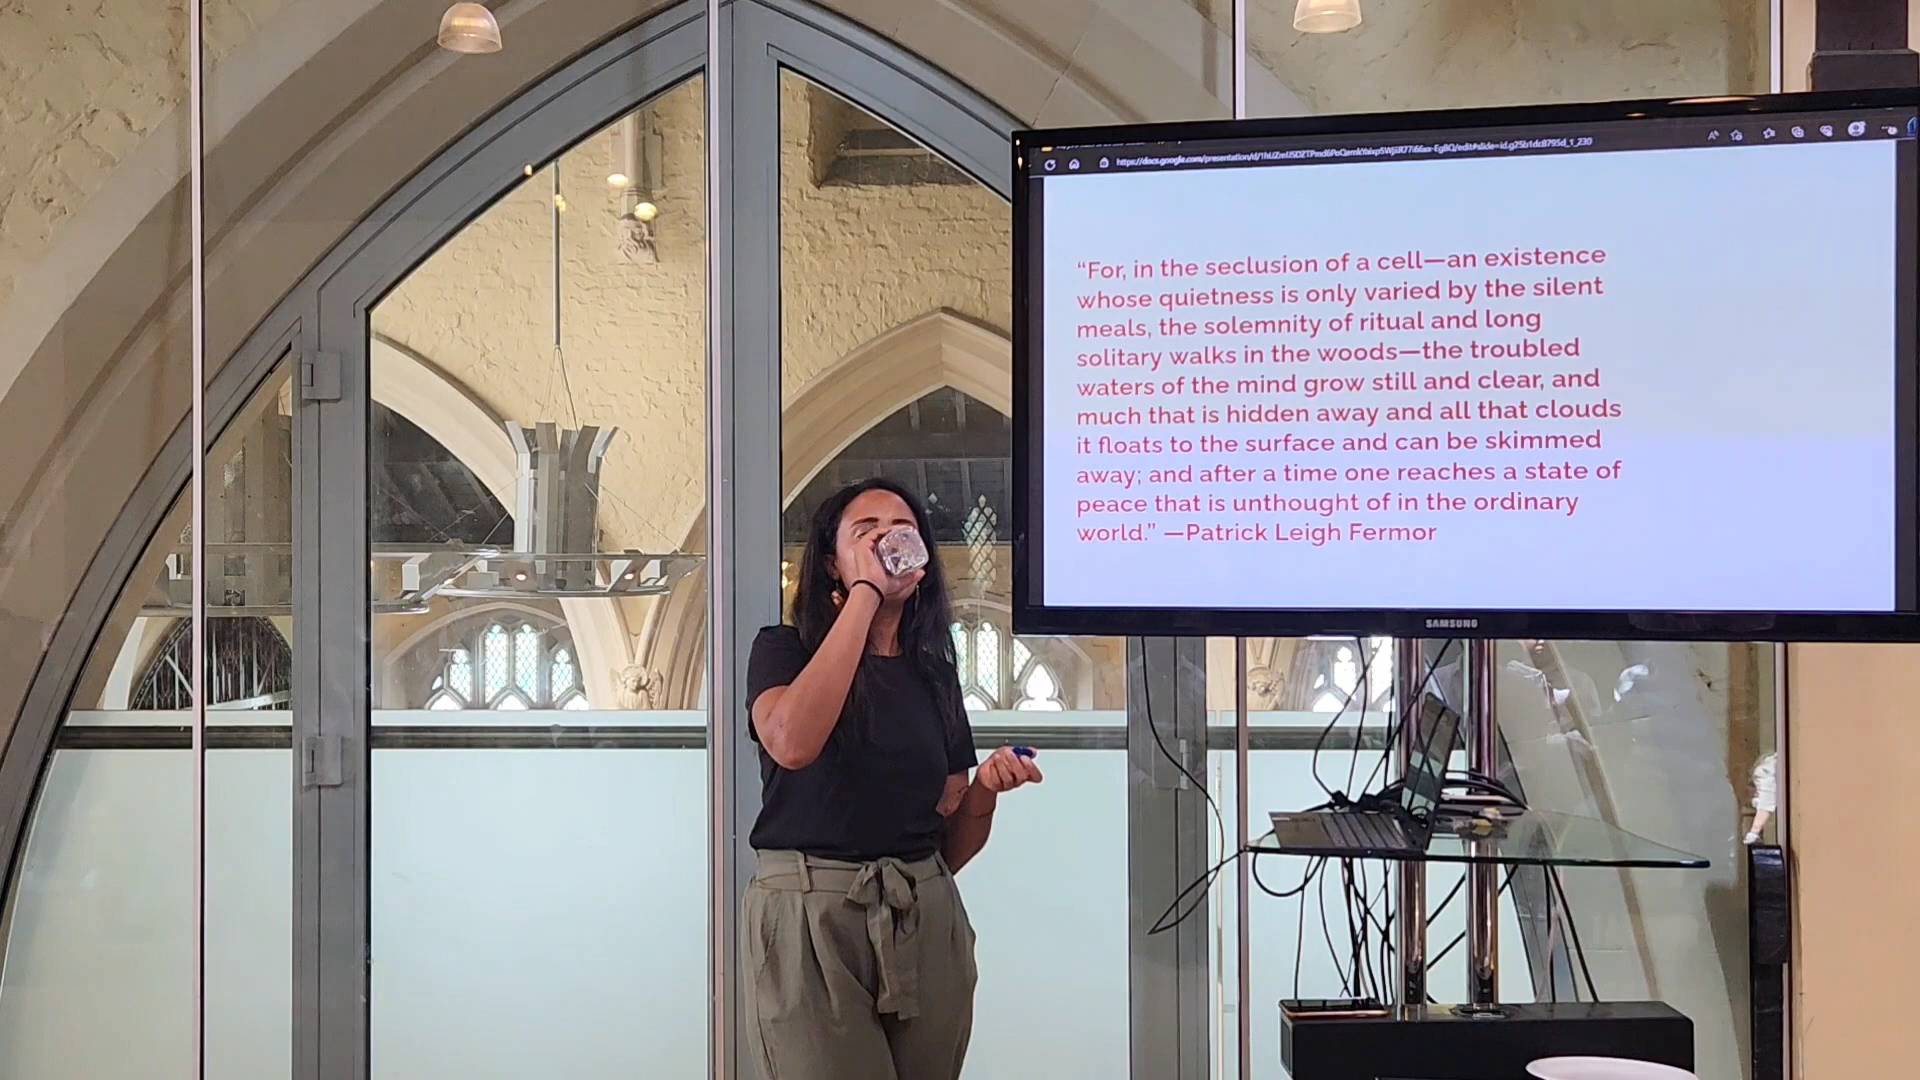 “For, in the seclusion of a cell—an existence
whose quietness is only varied by the silent
meals, the solemnity of ritual and long
solitary walks in the woods—the troubled
waters of the mind grow still and clear, and
much that is hidden away and all that clouds
it floats to the surface and can be skimmed
away; and after a time one reaches a state of
peace that is unthought of in the ordinary
world.” —Patrick Leigh Fermor
SAMSUNG